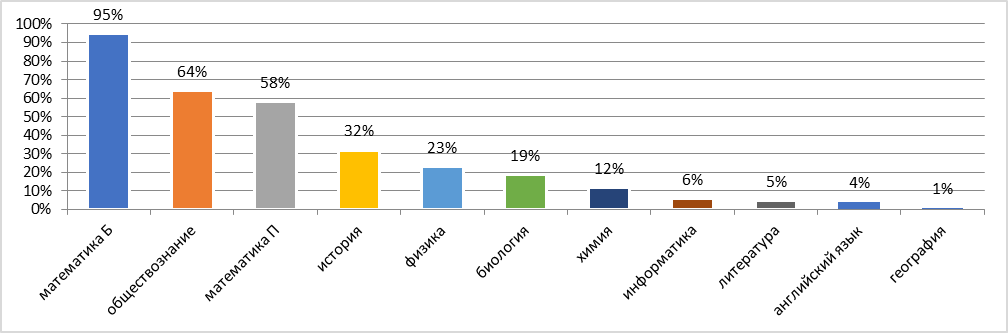 100%
90%
80%
70%
60%
50%
40%
30%
20%
10%
0%
95%
64%
58%
32%
23%
19%
12%
6%
5%
4%
1%
математика Б
обществознание
математика П
история
физика
биология
химия
информатика
литература
английский язык
география